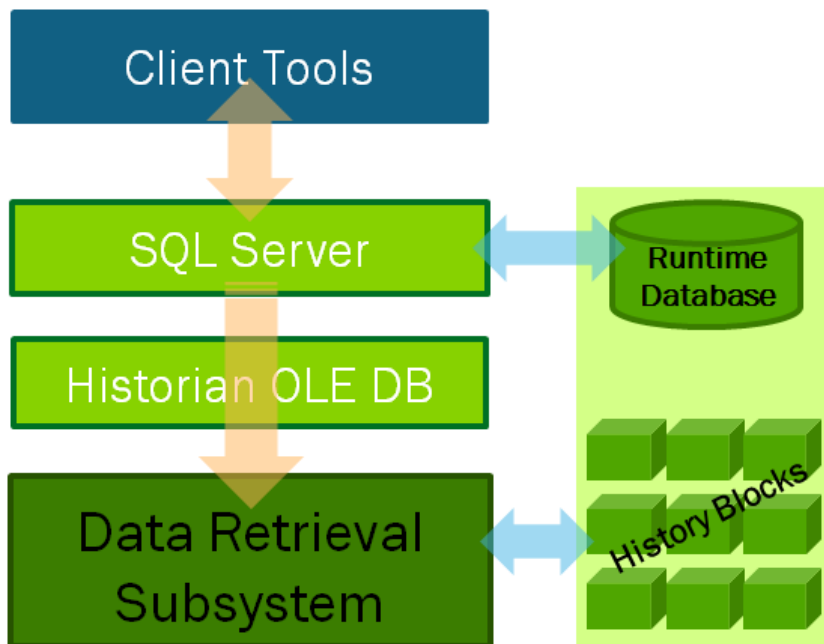 Client Tools
SQL Server
Runtime
Database
Historian OLE DB
Data Retrieval
Subsystem
History Blocks